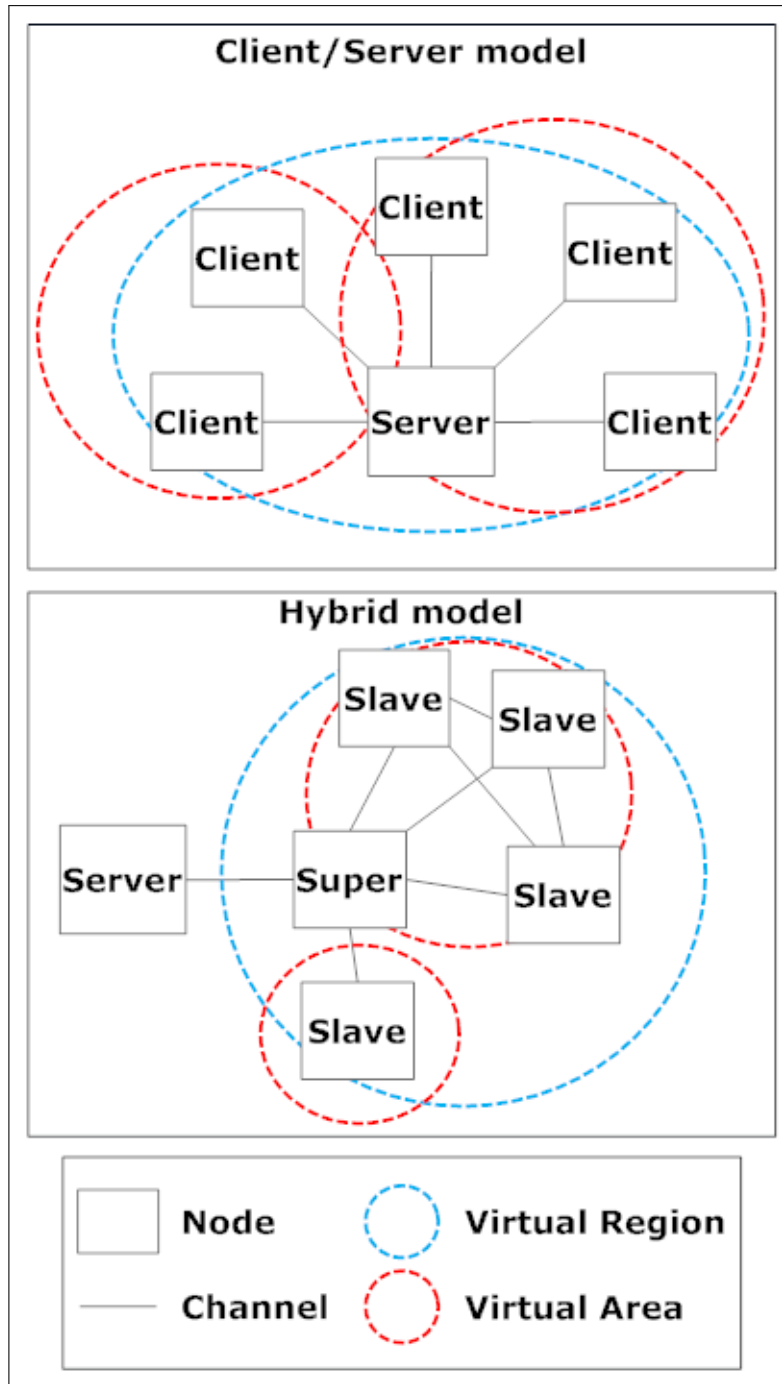 Client/Server model
Client
Client
Client
Client
Server
Client
Hybrid model
Slave
Slave
Server
Super
Slave
Slave
Node
Virtual Region
Channel
Virtual Area